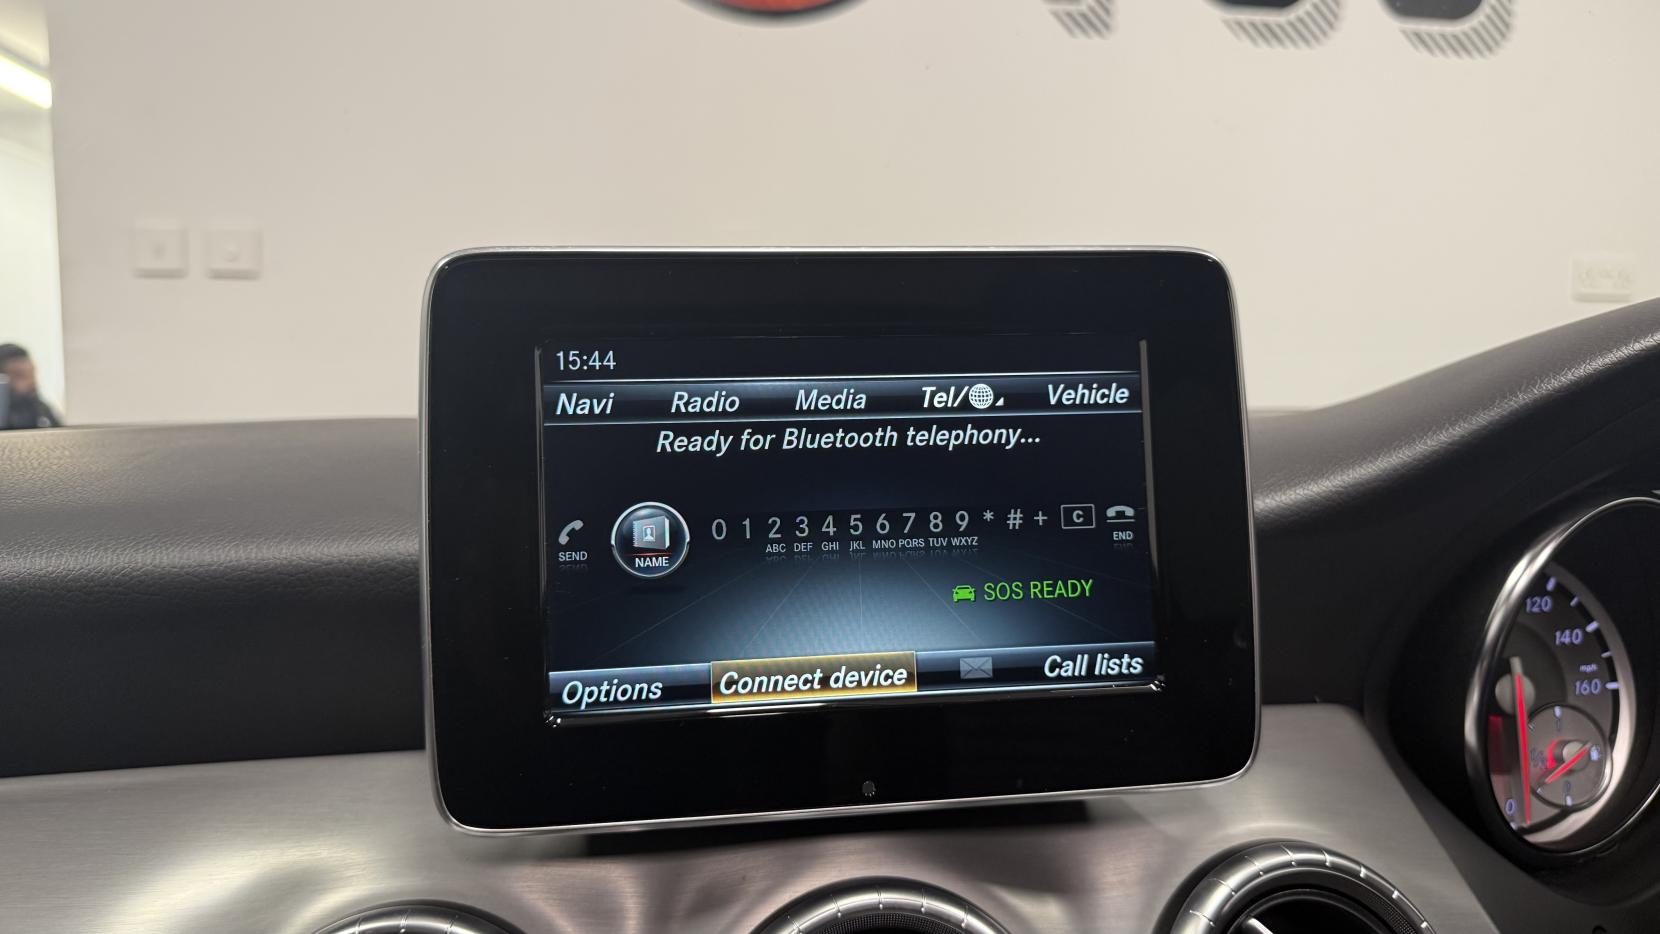 15:44
Navi Radio Media Tel/ Vehicle
Ready for Bluetooth telephony...
0 1 2 3 4 5 6 7 8 9 * # + C
ABC DEF GHI JKL MNO PQRS TUV WXYZ
SEND NAME END
SOS READY
Options Connect device Call lists
120
140
mph
160
0